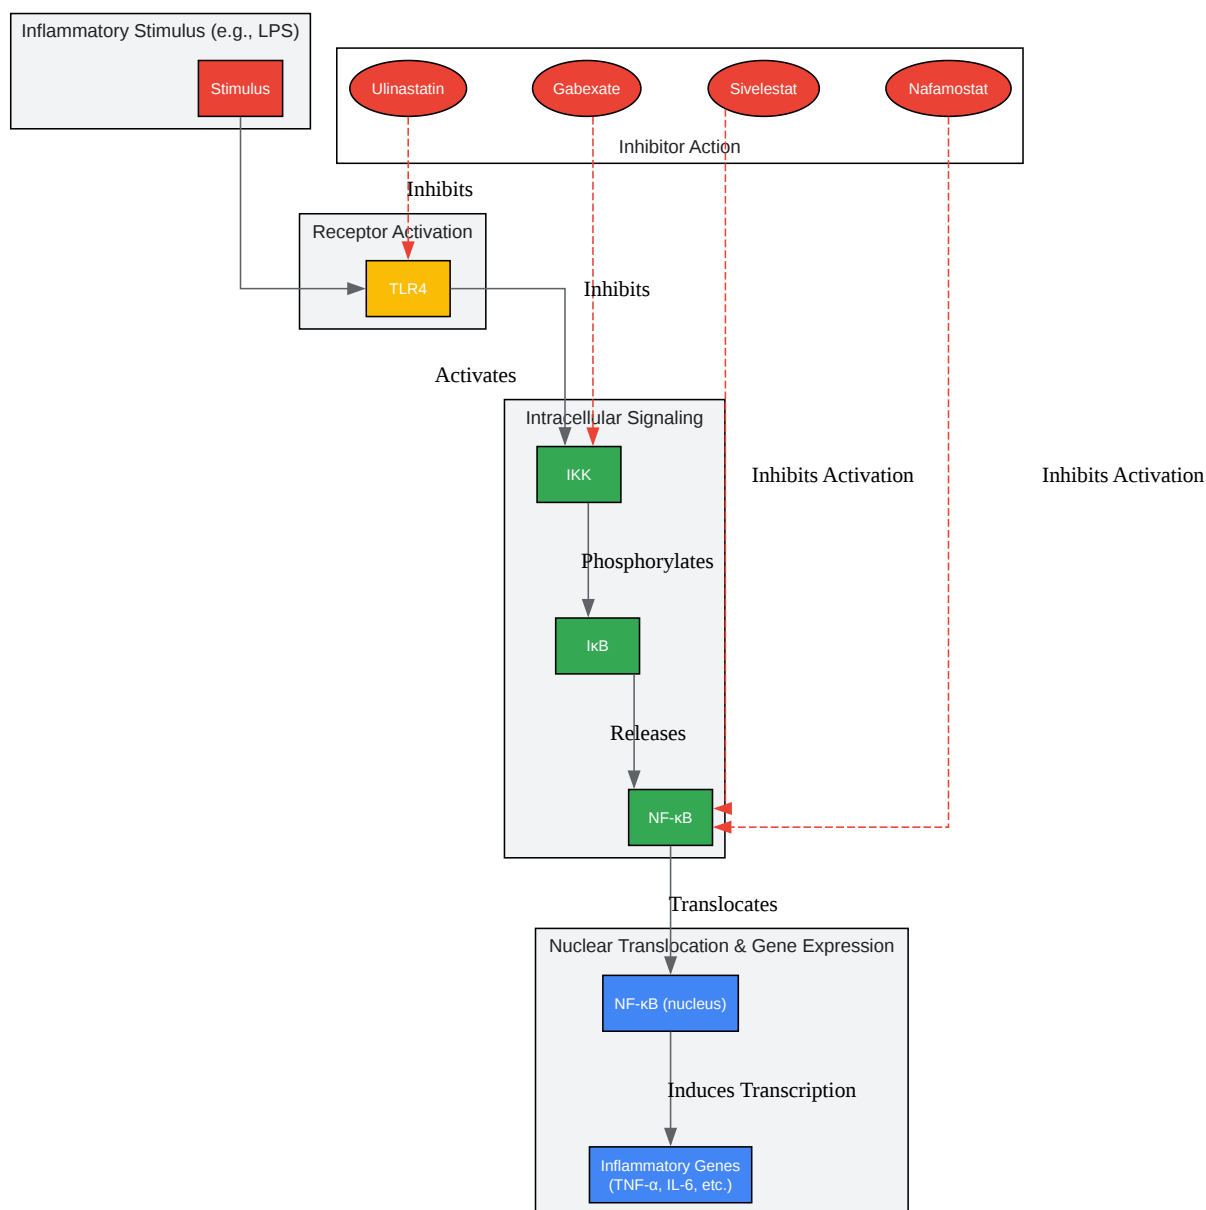 Inflammatory Stimulus (e.g., LPS)
Stimulus
Ulinastatin
Gabexate
Sivelestat
Nafamostat
Inhibitor Action
Inhibits
Receptor Activation
TLR4
Inhibits
Activates
Intracellular Signaling
IKK
Inhibits Activation
Inhibits Activation
Phosphorylates
IκB
Releases
NF-κB
Translocates
Nuclear Translocation & Gene Expression
NF-κB (nucleus)
Induces Transcription
Inflammatory Genes
(TNF-α, IL-6, etc.)